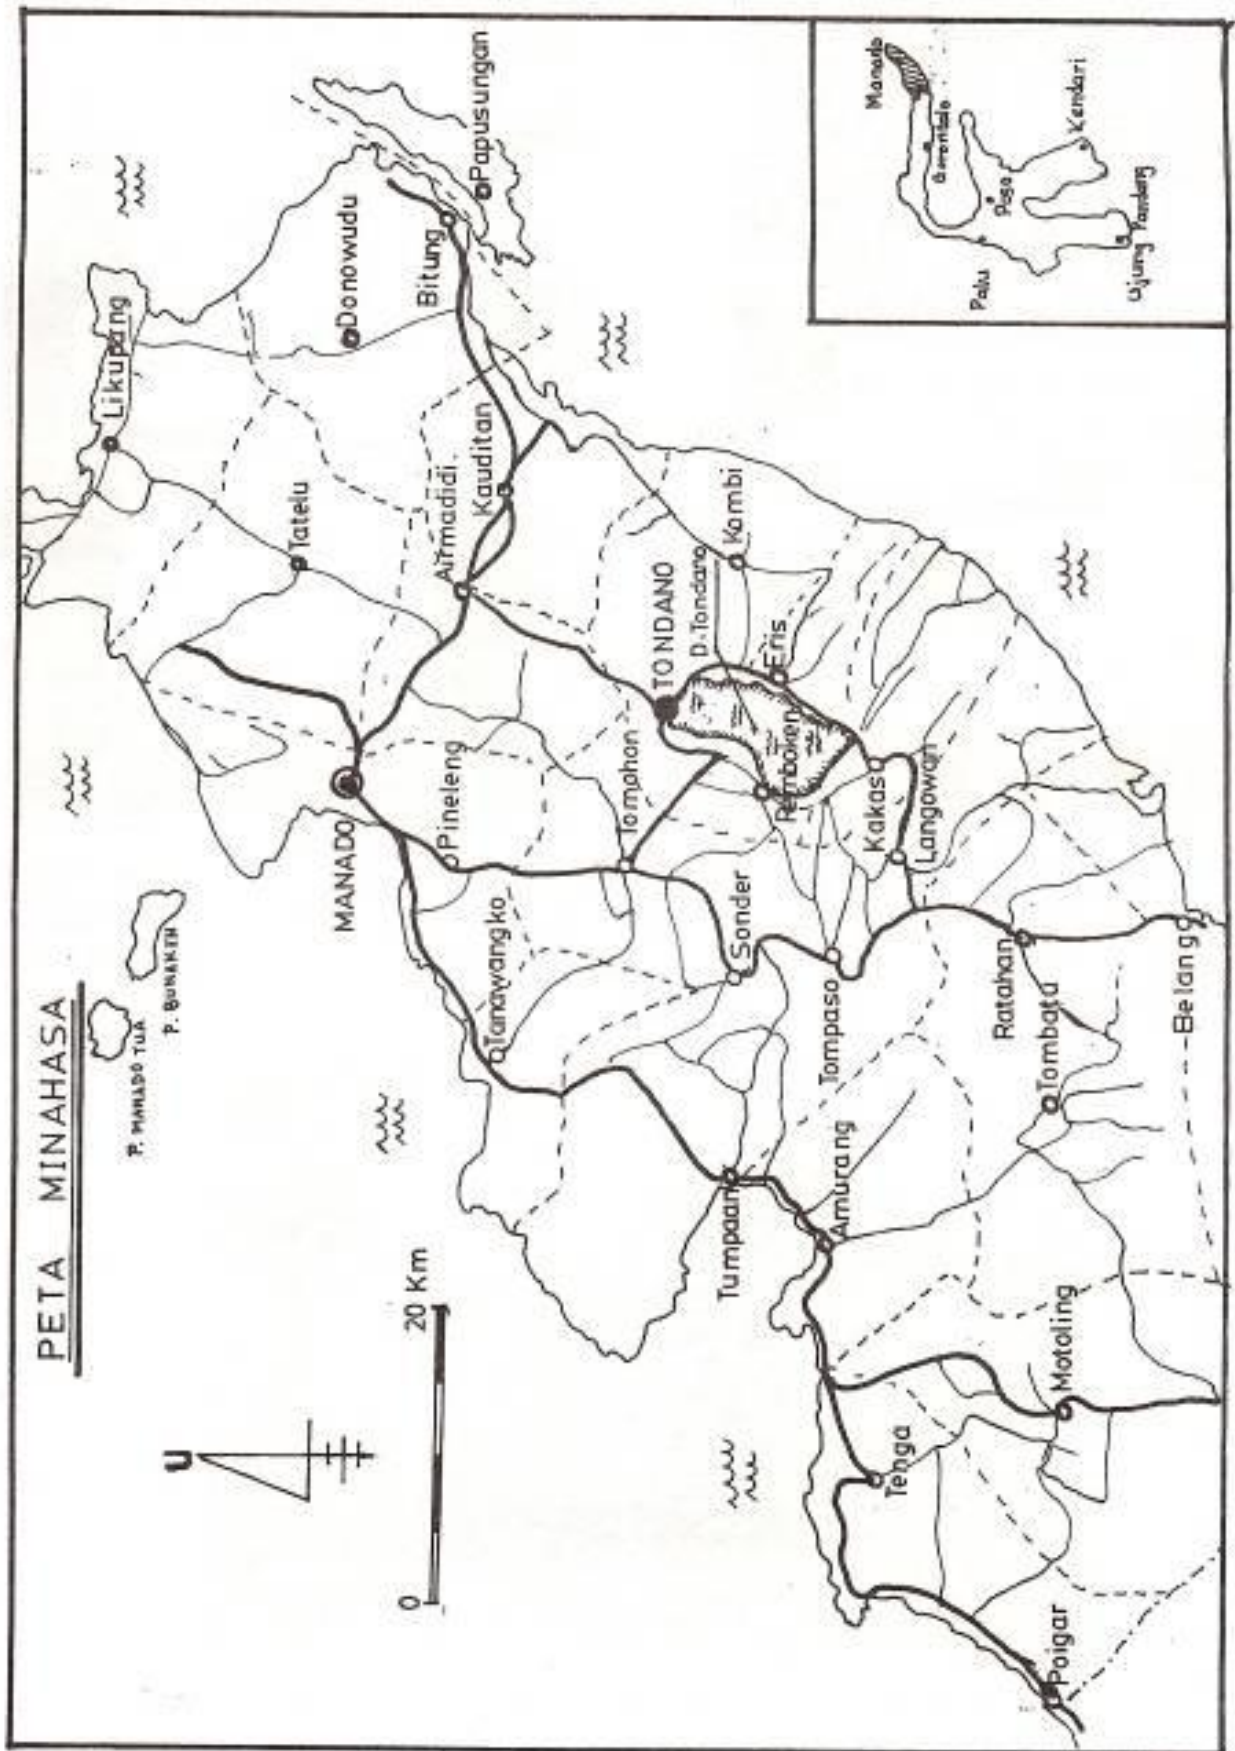 PETA MINAHASA
U
0
20 Km
P. MANADO TUA
P. BUNAKEN
MANADO
Likupang
Tatelu
Donowudu
Bitung
Papusungan
Airmadidi
Kauditan
Pineleng
Tanawangko
Tomohon
TONDANO
D. Tondano
Kombi
Eris
Remboken
Kakas
Langowan
Sonder
Tompaso
Tumpaan
Amurang
Ratahan
Tombatu
Belang
Motoling
Tenga
Poigar
Manado
Gorontalo
Poso
Palu
Kendari
Ujung Pandang